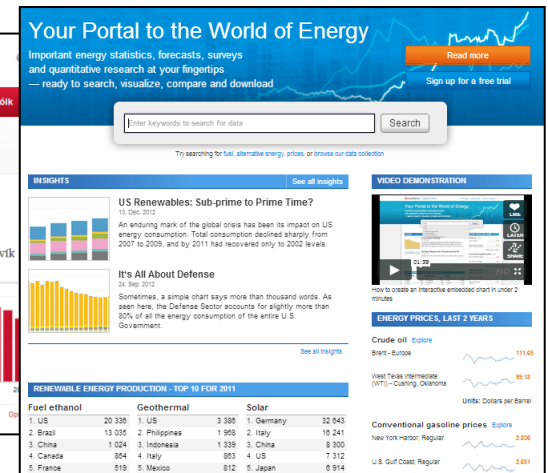 Your Portal to the World of Energy
Important energy statistics, forecasts, surveys
and quantitative research at your fingertips
— ready to search, visualize, compare and download
Read more
Sign up for a free trial
Enter keywords to search for data
Search
Try searching for fuel, alternative energy, prices, or browse our data collection
INSIGHTS
See all insights
US Renewables: Sub-prime to Prime Time?
13. Dec. 2012
An enduring mark of the global crisis has been its impact on US
energy consumption. Total consumption declined sharply from
2007 to 2009, and by 2011 had recovered only to 2002 levels.
It's All About Defense
24. Sep. 2012
Sometimes, a simple chart says more than thousand words. As
seen here, the Defense Sector accounts for slightly more than
80% of all the energy consumption of the entire U.S.
Government.
See all insights
RENEWABLE ENERGY PRODUCTION - TOP 10 FOR 2011
Fuel ethanol
1. US 20 336
2. Brazil 13 035
3. China 1 024
4. Canada 864
5. France 519
Geothermal
1. US 3 386
2. Philippines 1 968
3. Indonesia 1 339
4. Italy 863
5. Mexico 812
Solar
1. Germany 32 643
2. Italy 16 241
3. China 8 300
4. US 7 312
5. Japan 6 914
VIDEO DEMONSTRATION
LIKE
LATER
SHARE
01:59
HD
How to create an interactive embedded chart in under 2
minutes
ENERGY PRICES, LAST 2 YEARS
Crude oil Explore
Brent - Europe 111.65
West Texas Intermediate
(WTI) - Cushing, Oklahoma 95.18
Units: Dollars per Barrel
Conventional gasoline prices Explore
New York Harbor, Regular 2.836
U.S. Gulf Coast, Regular 2.651